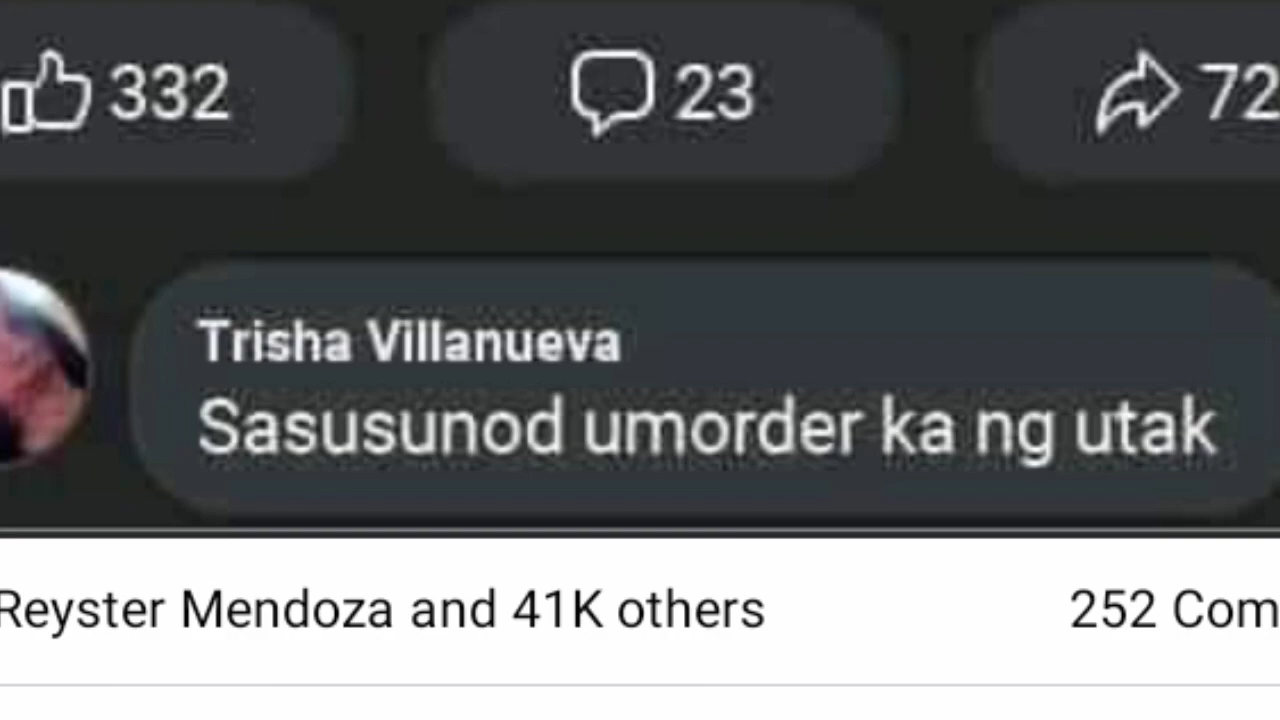 332 23 72
Trisha Villanueva
Sasusunod umorder ka ng utak
Reyster Mendoza and 41K others 252 Com